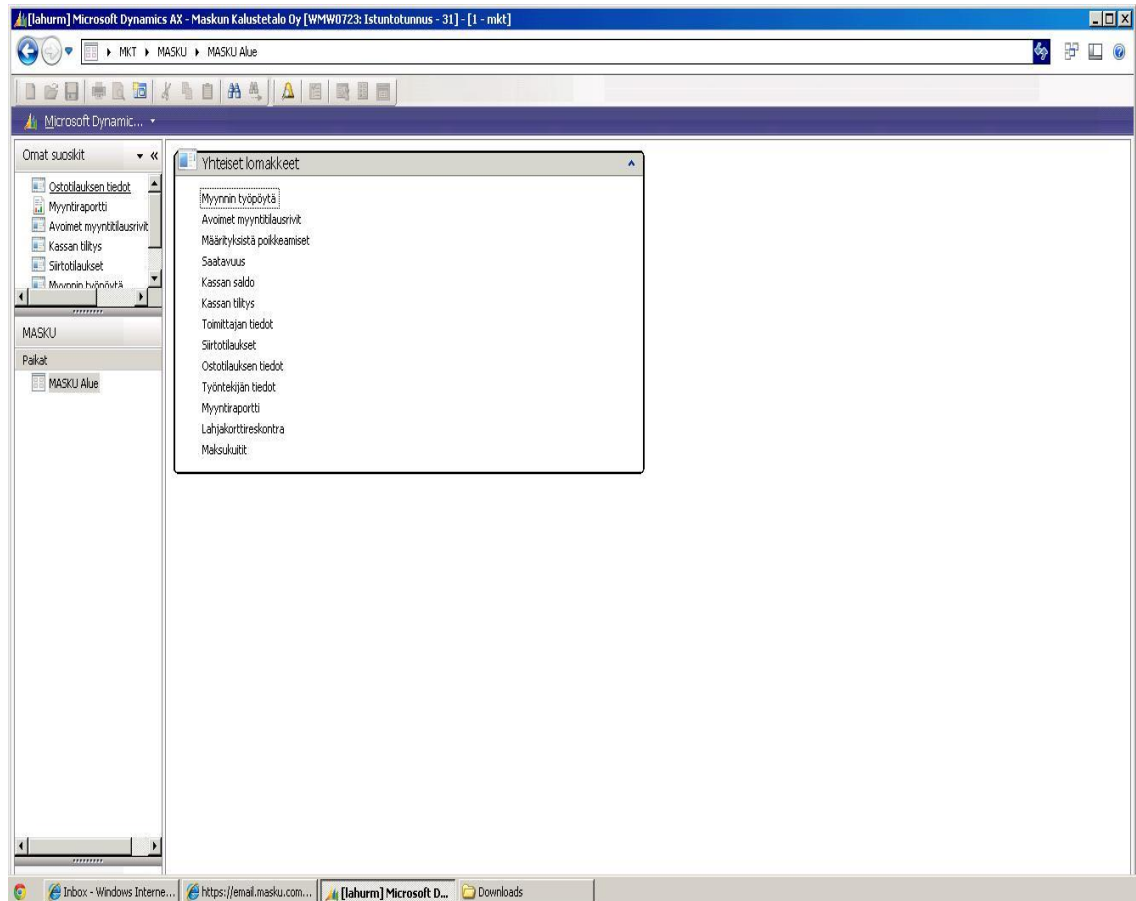 [lahurm] Microsoft Dynamics AX - Maskun Kalustetalo Oy [WMW0723: Istuntotunnus - 31] - [1 - mkt]
MKT MASKU MASKU Alue
Microsoft Dynamic...
Omat suosikit
Ostotilauksen tiedot
Myyntiraportti
Avoimet myyntitilausrivit
Kassan tilitys
Siirtotilaukset
Myynnin työpöytä
MASKU
Paikat
MASKU Alue
Yhteiset lomakkeet
Myynnin työpöytä
Avoimet myyntitilausrivit
Määrityksistä poikkeamiset
Saatavuus
Kassan saldo
Kassan tilitys
Toimittajan tiedot
Siirtotilaukset
Ostotilauksen tiedot
Työntekijän tiedot
Myyntiraportti
Lahjakorttireskontra
Maksukuitit
Inbox - Windows Interne... https://email.masku.com... [lahurm] Microsoft D... Downloads